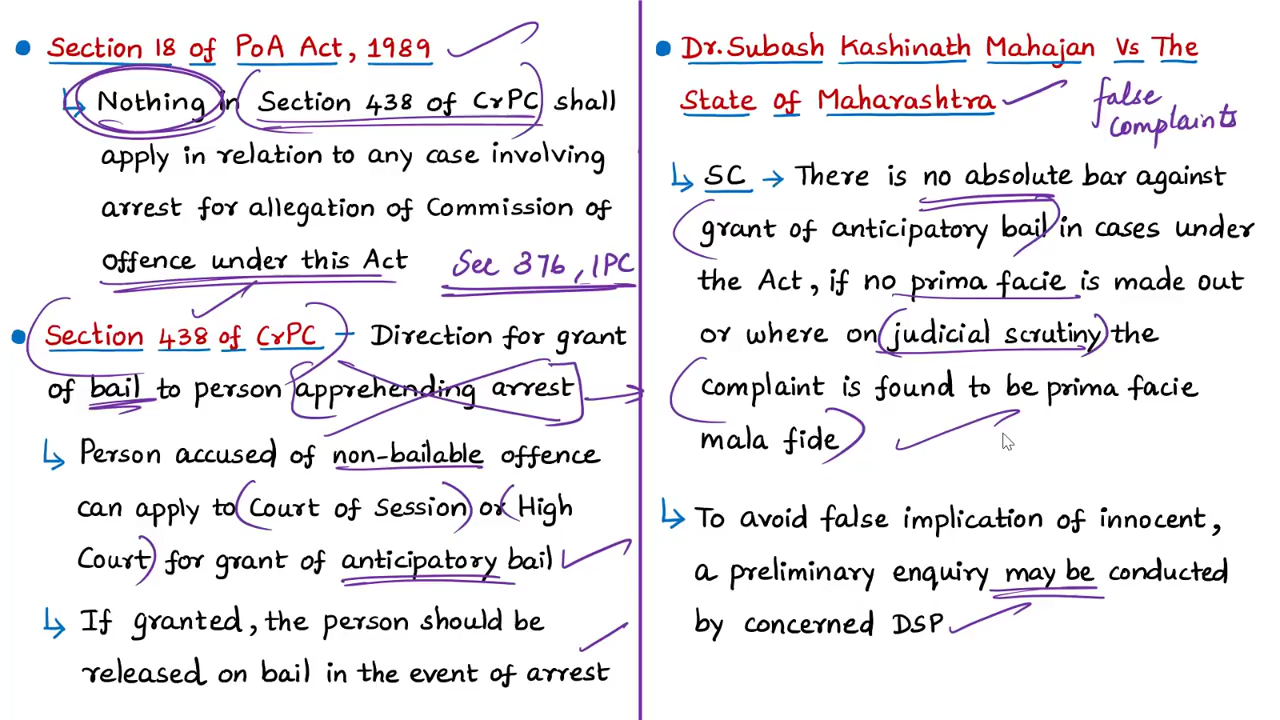 Section 18 of PoA Act, 1989
Nothing in Section 438 of CrPC shall
apply in relation to any case involving
arrest for allegation of Commission of
offence under this Act
Sec 376, IPC
Section 438 of CrPC - Direction for grant
of bail to person apprehending arrest
Person accused of non-bailable offence
can apply to Court of Session or High
Court for grant of anticipatory bail
If granted, the person should be
released on bail in the event of arrest
Dr. Subash Kashinath Mahajan Vs The
State of Maharashtra
false
complaints
SC → There is no absolute bar against
grant of anticipatory bail in cases under
the Act, if no prima facie is made out
or where on judicial scrutiny the
complaint is found to be prima facie
mala fide
To avoid false implication of innocent,
a preliminary enquiry may be conducted
by concerned DSP